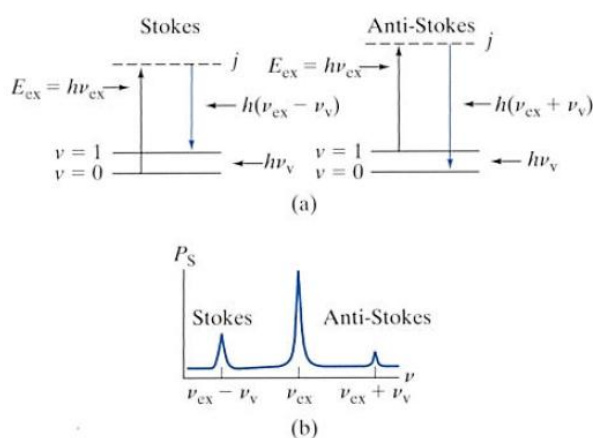 Stokes
Anti-Stokes
j
j
E_ex = hν_ex
E_ex = hν_ex
h(ν_ex − ν_v)
h(ν_ex + ν_v)
v = 1
v = 0
hν_v
v = 1
v = 0
hν_v
(a)
P_S
Stokes
Anti-Stokes
ν
ν_ex − ν_v
ν_ex
ν_ex + ν_v
(b)